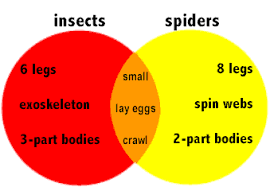 insects spiders
6 legs
exoskeleton
3-part bodies
small
lay eggs
crawl
8 legs
spin webs
2-part bodies